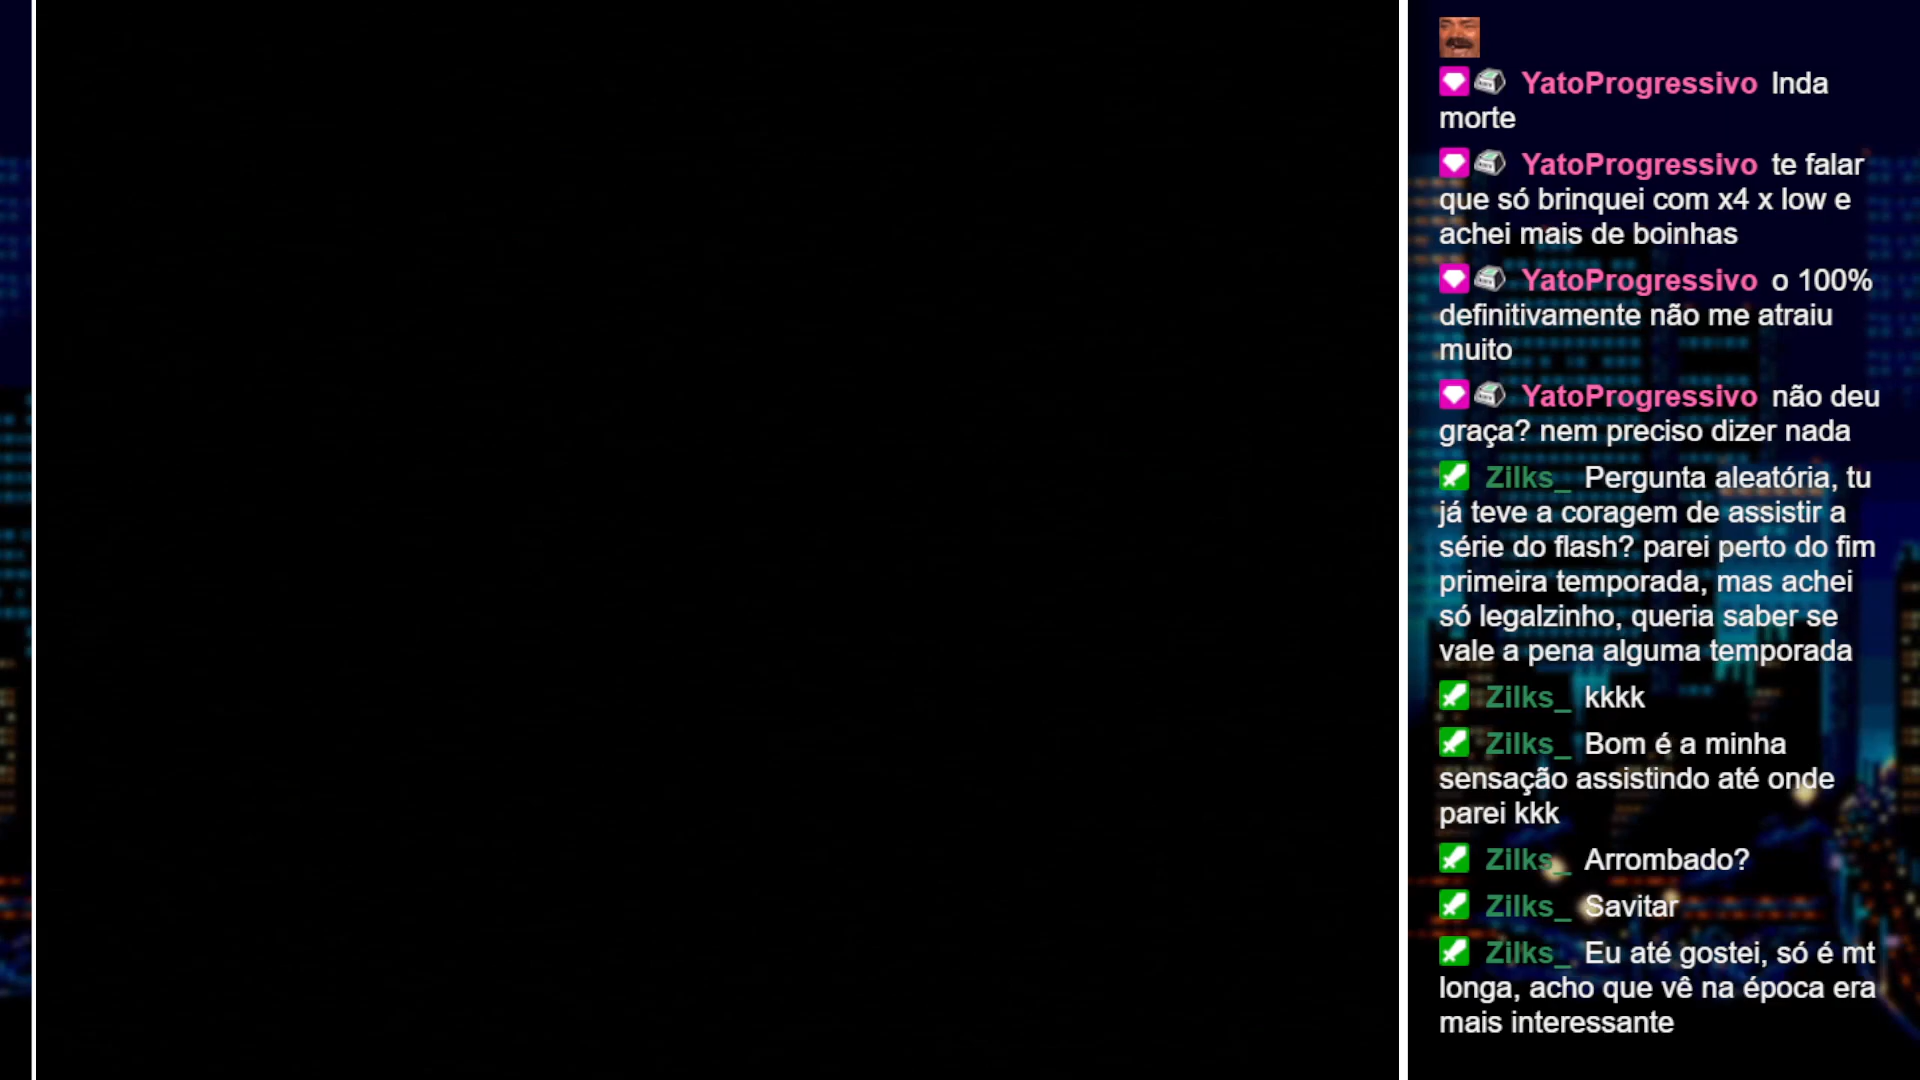 YatoProgressivo Inda
morte
YatoProgressivo te falar
que só brinquei com x4 x low e
achei mais de boinhas
YatoProgressivo o 100%
definitivamente não me atraiu
muito
YatoProgressivo não deu
graça? nem preciso dizer nada
Zilks_ Pergunta aleatória, tu
já teve a coragem de assistir a
série do flash? parei perto do fim
primeira temporada, mas achei
só legalzinho, queria saber se
vale a pena alguma temporada
Zilks_ kkkk
Zilks_ Bom é a minha
sensação assistindo até onde
parei kkk
Zilks_ Arrombado?
Zilks_ Savitar
Zilks_ Eu até gostei, só é mt
longa, acho que vê na época era
mais interessante